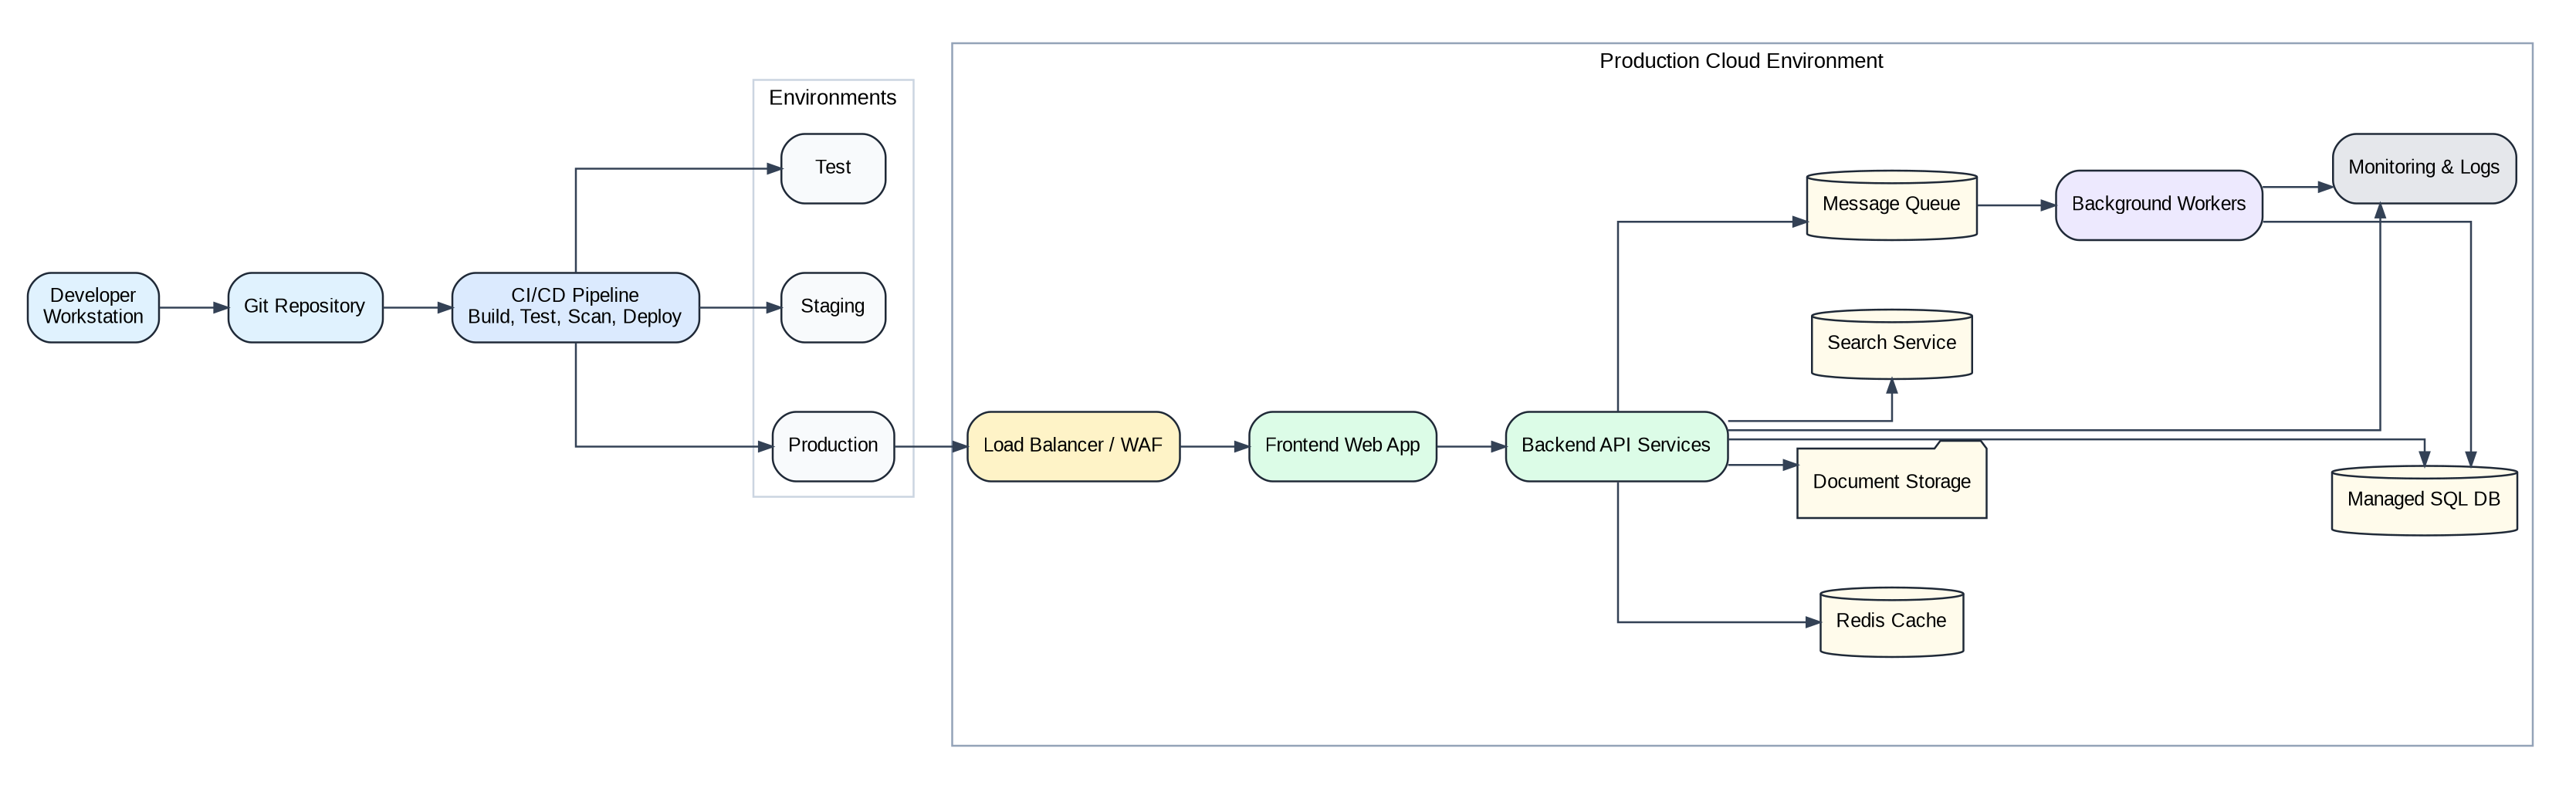 Production Cloud Environment
Environments
Developer
Workstation
Git Repository
CI/CD Pipeline
Build, Test, Scan, Deploy
Test
Staging
Production
Load Balancer / WAF
Frontend Web App
Backend API Services
Message Queue
Search Service
Document Storage
Redis Cache
Background Workers
Monitoring & Logs
Managed SQL DB